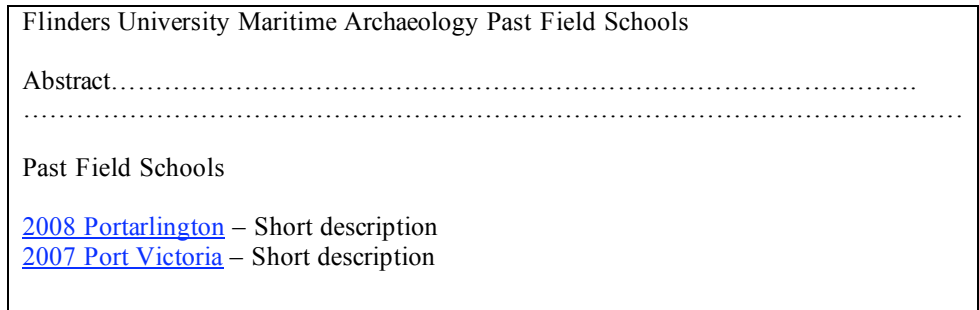 Flinders University Maritime Archaeology Past Field Schools
Abstract……………………………………………………………………………….
……………………………………………………………………………………………
Past Field Schools
2008 Portarlington – Short description
2007 Port Victoria – Short description